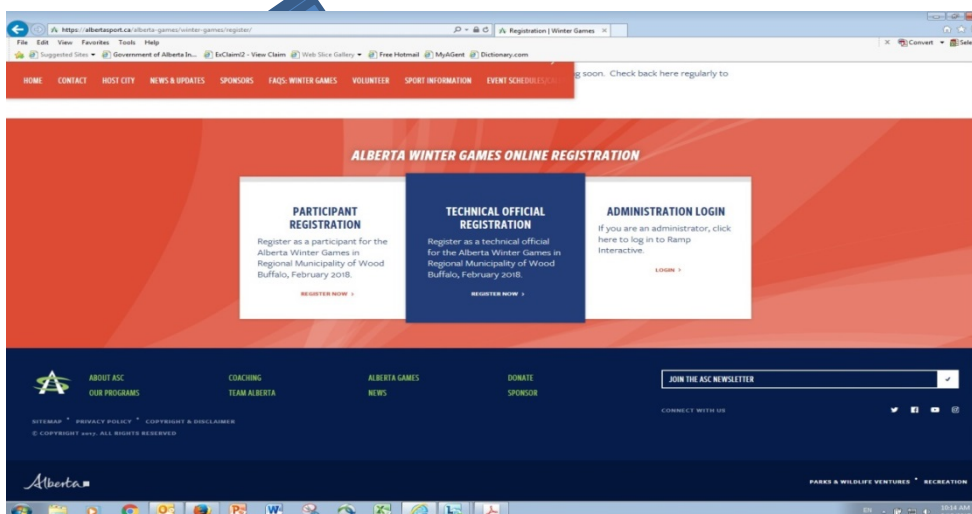 https://albertasport.ca/alberta-games/winter-games/register/
Registration | Winter Games
File Edit View Favorites Tools Help
Convert
Suggested Sites Government of Alberta In... ExClaim!2 - View Claim Web Slice Gallery Free Hotmail MyAGent Dictionary.com
HOME CONTACT HOST CITY NEWS & UPDATES SPONSORS FAQS: WINTER GAMES VOLUNTEER SPORT INFORMATION EVENT
soon. Check back here regularly to
ALBERTA WINTER GAMES ONLINE REGISTRATION
PARTICIPANT
REGISTRATION
Register as a participant for the
Alberta Winter Games in
Regional Municipality of Wood
Buffalo, February 2018.
REGISTER NOW >
TECHNICAL OFFICIAL
REGISTRATION
Register as a technical official
for the Alberta Winter Games in
Regional Municipality of Wood
Buffalo, February 2018.
REGISTER NOW >
ADMINISTRATION LOGIN
If you are an administrator, click
here to log in to Ramp
Interactive.
LOGIN >
ABOUT ASC COACHING ALBERTA GAMES DONATE
OUR PROGRAMS TEAM ALBERTA NEWS SPONSOR
JOIN THE ASC NEWSLETTER
CONNECT WITH US
SITEMAP * PRIVACY POLICY * COPYRIGHT & DISCLAIMER
© COPYRIGHT 2017. ALL RIGHTS RESERVED
Alberta
PARKS & WILDLIFE VENTURES * RECREATION
EN
10:14 AM